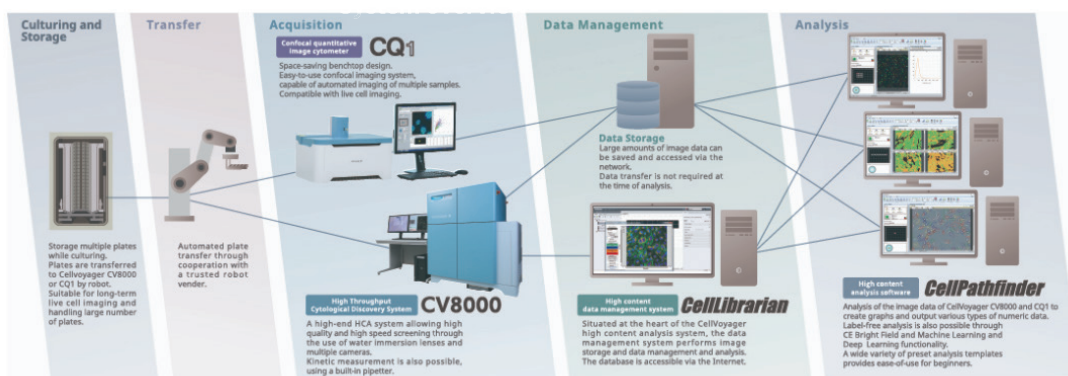 Culturing and
Storage
Transfer
Acquisition
Data Management
Analysis
Confocal quantitative
image cytometer
CQ1
Space-saving benchtop design.
Easy-to-use confocal imaging system,
capable of automated imaging of multiple samples.
Compatible with live cell imaging.
Data Storage
Large amounts of image data can
be saved and accessed via the
network.
Data transfer is not required at
the time of analysis.
Storage multiple plates
while culturing.
Plates are transferred
to Cellvoyager CV8000
or CQ1 by robot.
Suitable for long-term
live cell imaging and
handling large number
of plates.
Automated plate
transfer through
cooperation with
a trusted robot
vender.
High Throughput
Cytological Discovery System
CV8000
A high-end HCA system allowing high
quality and high speed screening through
the use of water immersion lenses and
multiple cameras.
Kinetic measurement is also possible,
using a built-in pipetter.
High content
data management system
CellLibrarian
Situated at the heart of the CellVoyager
high content analysis system, the data
management system performs image
storage and data management and analysis.
The database is accessible via the Internet.
High content
analysis software
CellPathfinder
Analysis of the image data of CellVoyager CV8000 and CQ1 to
create graphs and output various types of numeric data.
Label-free analysis is also possible through
CE Bright Field and Machine Learning and
Deep Learning functionality.
A wide variety of preset analysis templates
provides ease-of-use for beginners.